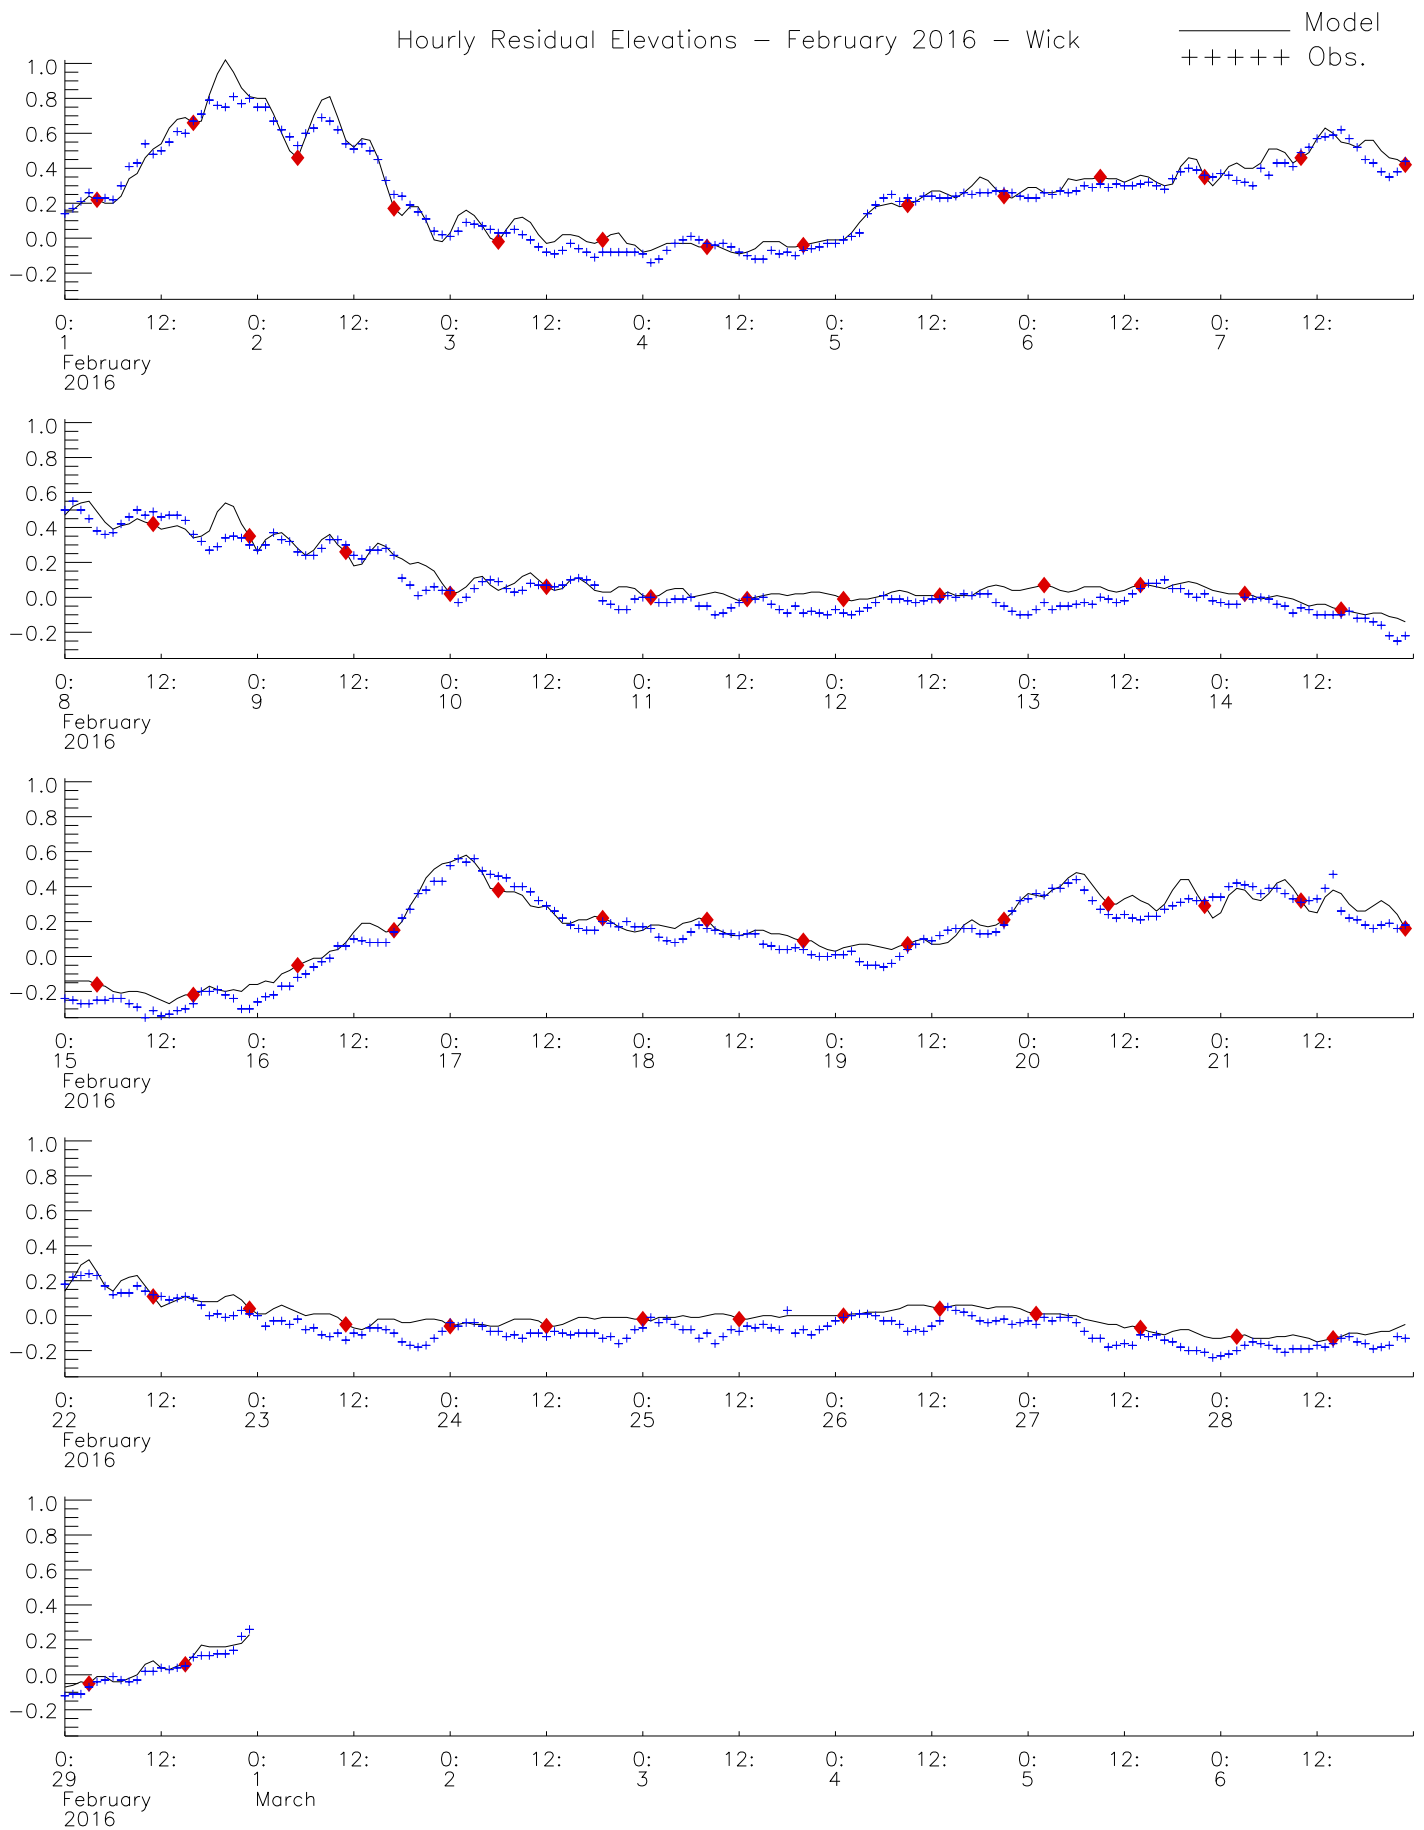 Hourly Residual Elevations − February 2016 − Wick
Model
+++++ Obs.
1.0
0.8
0.6
0.4
0.2
0.0
−0.2
0: 12: 0: 12: 0: 12: 0: 12: 0: 12: 0: 12: 0: 12:
1 2 3 4 5 6 7
February
2016
1.0
0.8
0.6
0.4
0.2
0.0
−0.2
0: 12: 0: 12: 0: 12: 0: 12: 0: 12: 0: 12: 0: 12:
8 9 10 11 12 13 14
February
2016
1.0
0.8
0.6
0.4
0.2
0.0
−0.2
0: 12: 0: 12: 0: 12: 0: 12: 0: 12: 0: 12: 0: 12:
15 16 17 18 19 20 21
February
2016
1.0
0.8
0.6
0.4
0.2
0.0
−0.2
0: 12: 0: 12: 0: 12: 0: 12: 0: 12: 0: 12: 0: 12:
22 23 24 25 26 27 28
February
2016
1.0
0.8
0.6
0.4
0.2
0.0
−0.2
0: 12: 0: 12: 0: 12: 0: 12: 0: 12: 0: 12: 0: 12:
29 1 2 3 4 5 6
February March
2016